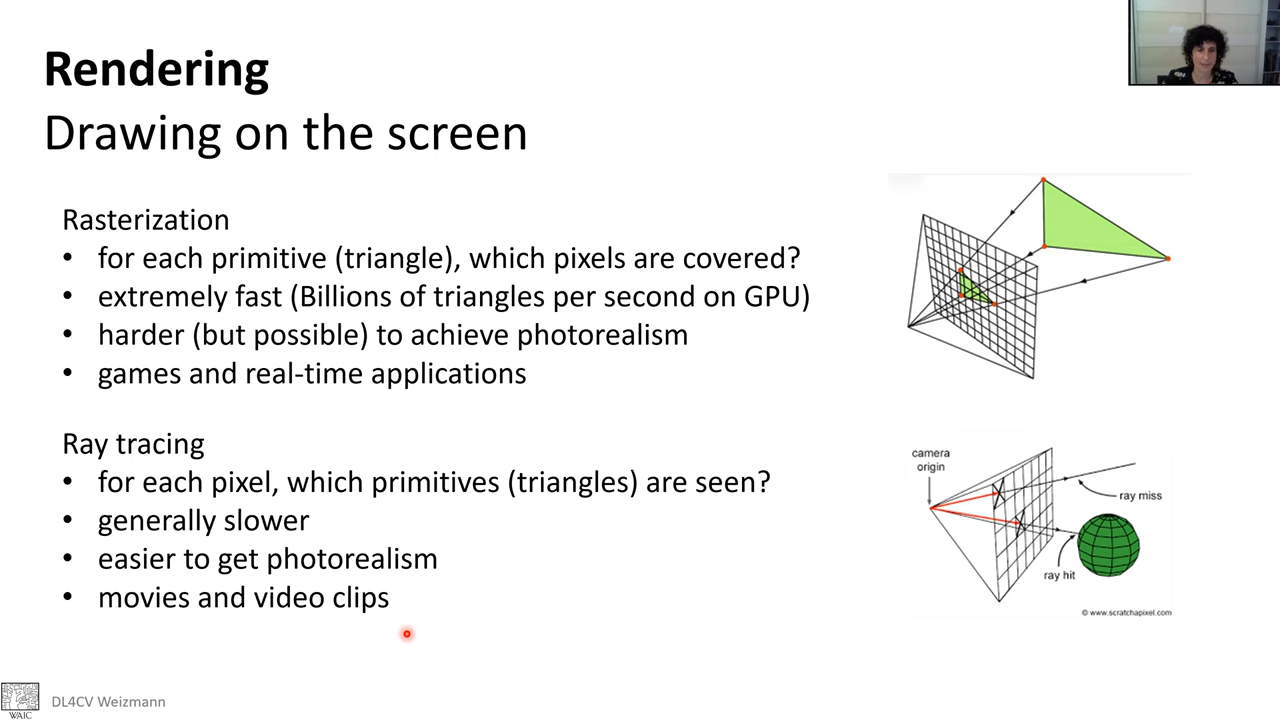 Rendering
Drawing on the screen
Rasterization
• for each primitive (triangle), which pixels are covered?
• extremely fast (Billions of triangles per second on GPU)
• harder (but possible) to achieve photorealism
• games and real-time applications
Ray tracing
• for each pixel, which primitives (triangles) are seen?
• generally slower
• easier to get photorealism
• movies and video clips
camera
origin
ray miss
ray hit
© www.scratchapixel.com
WAIC
DL4CV Weizmann